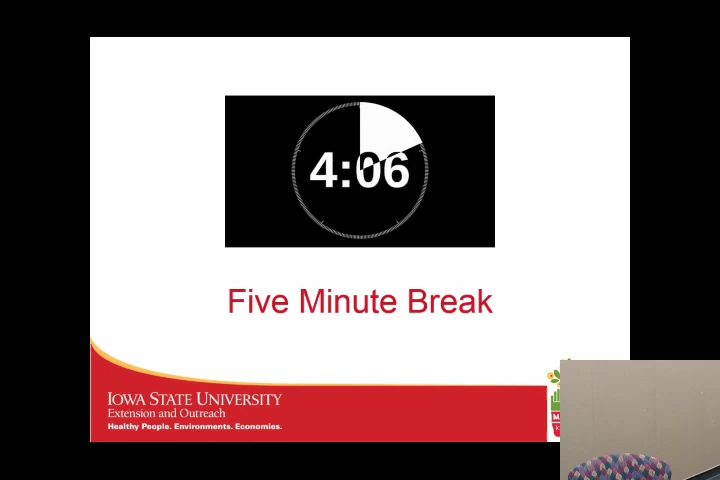 4:06
Five Minute Break
IOWA STATE UNIVERSITY
Extension and Outreach
Healthy People. Environments. Economies.